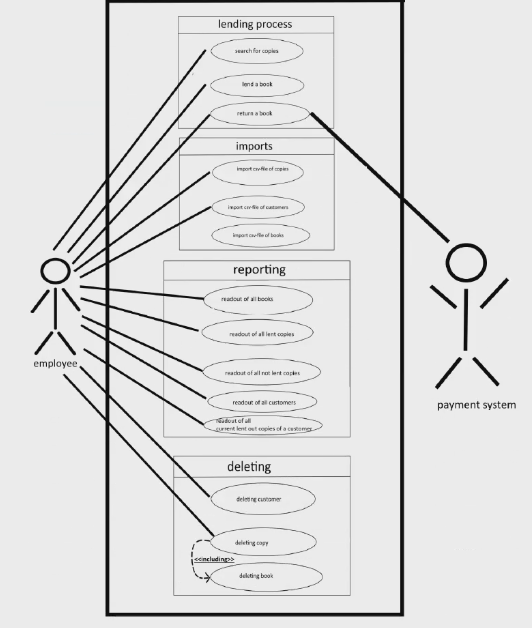 lending process
search for copies
lend a book
return a book
imports
import csv-file of copies
import csv-file of customers
import csv-file of books
reporting
readout of all books
readout of all lent copies
readout of all not lent copies
readout of all customers
readout of all
current lent out copies of a customer
employee
payment system
deleting
deleting customer
deleting copy
<<including>>
deleting book